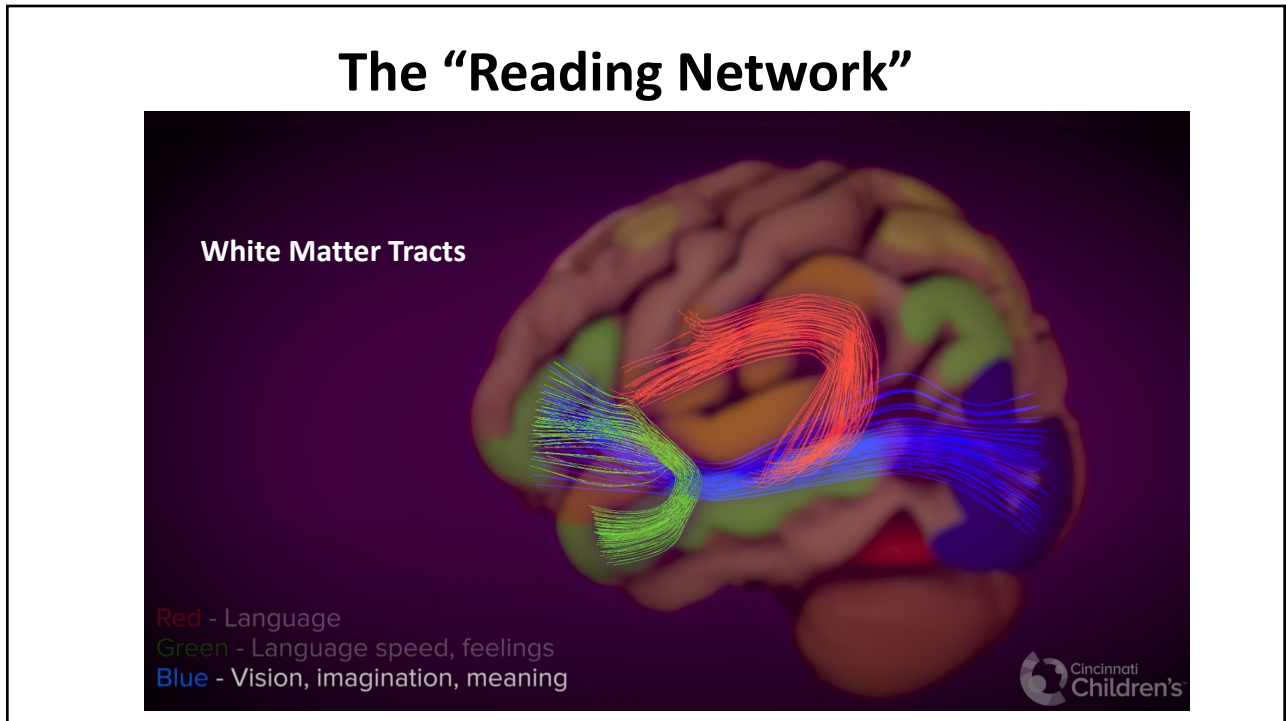 The “Reading Network”
White Matter Tracts
Red - Language
Green - Language speed, feelings
Blue - Vision, imagination, meaning
Cincinnati
Children's